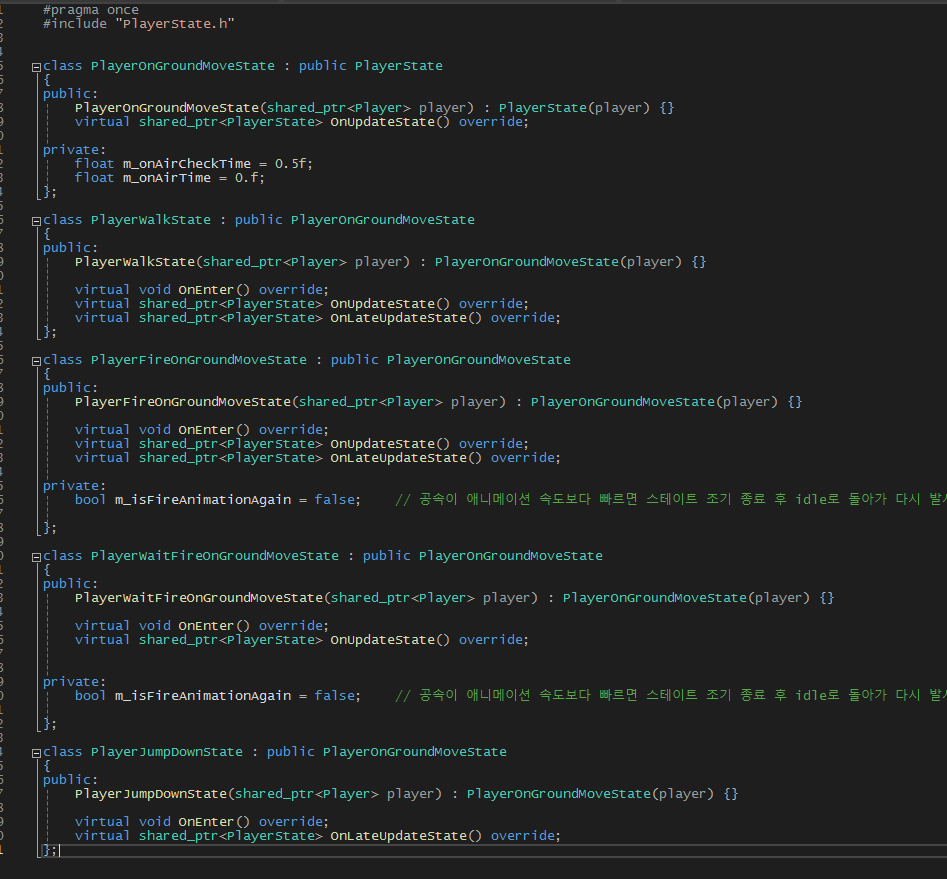 #pragma once
#include "PlayerState.h"
class PlayerOnGroundMoveState : public PlayerState
{
public:
PlayerOnGroundMoveState(shared_ptr<Player> player) : PlayerState(player) {}
virtual shared_ptr<PlayerState> OnUpdateState() override;
private:
float m_onAirCheckTime = 0.5f;
float m_onAirTime = 0.f;
};
class PlayerWalkState : public PlayerOnGroundMoveState
{
public:
PlayerWalkState(shared_ptr<Player> player) : PlayerOnGroundMoveState(player) {}
virtual void OnEnter() override;
virtual shared_ptr<PlayerState> OnUpdateState() override;
virtual shared_ptr<PlayerState> OnLateUpdateState() override;
};
class PlayerFireOnGroundMoveState : public PlayerOnGroundMoveState
{
public:
PlayerFireOnGroundMoveState(shared_ptr<Player> player) : PlayerOnGroundMoveState(player) {}
virtual void OnEnter() override;
virtual shared_ptr<PlayerState> OnUpdateState() override;
virtual shared_ptr<PlayerState> OnLateUpdateState() override;
private:
bool m_isFireAnimationAgain = false; // 공속이 애니메이션 속도보다 빠르면 스테이트 조기 종료 후 idle로 돌아가 다시
};
class PlayerWaitFireOnGroundMoveState : public PlayerOnGroundMoveState
{
public:
PlayerWaitFireOnGroundMoveState(shared_ptr<Player> player) : PlayerOnGroundMoveState(player) {}
virtual void OnEnter() override;
virtual shared_ptr<PlayerState> OnUpdateState() override;
private:
bool m_isFireAnimationAgain = false; // 공속이 애니메이션 속도보다 빠르면 스테이트 조기 종료 후 idle로 돌아가 다시
};
class PlayerJumpDownState : public PlayerOnGroundMoveState
{
public:
PlayerJumpDownState(shared_ptr<Player> player) : PlayerOnGroundMoveState(player) {}
virtual void OnEnter() override;
virtual shared_ptr<PlayerState> OnLateUpdateState() override;
};